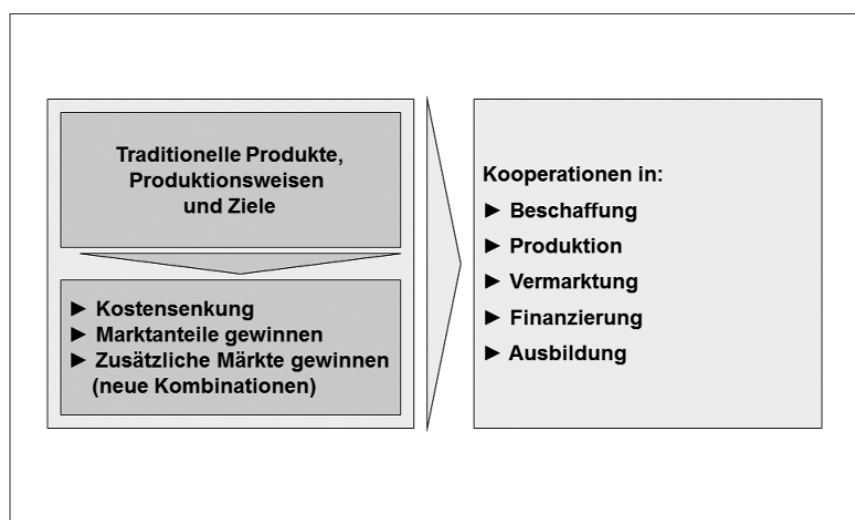 Traditionelle Produkte,
Produktionsweisen
und Ziele
► Kostensenkung
► Marktanteile gewinnen
► Zusätzliche Märkte gewinnen
(neue Kombinationen)
Kooperationen in:
► Beschaffung
► Produktion
► Vermarktung
► Finanzierung
► Ausbildung